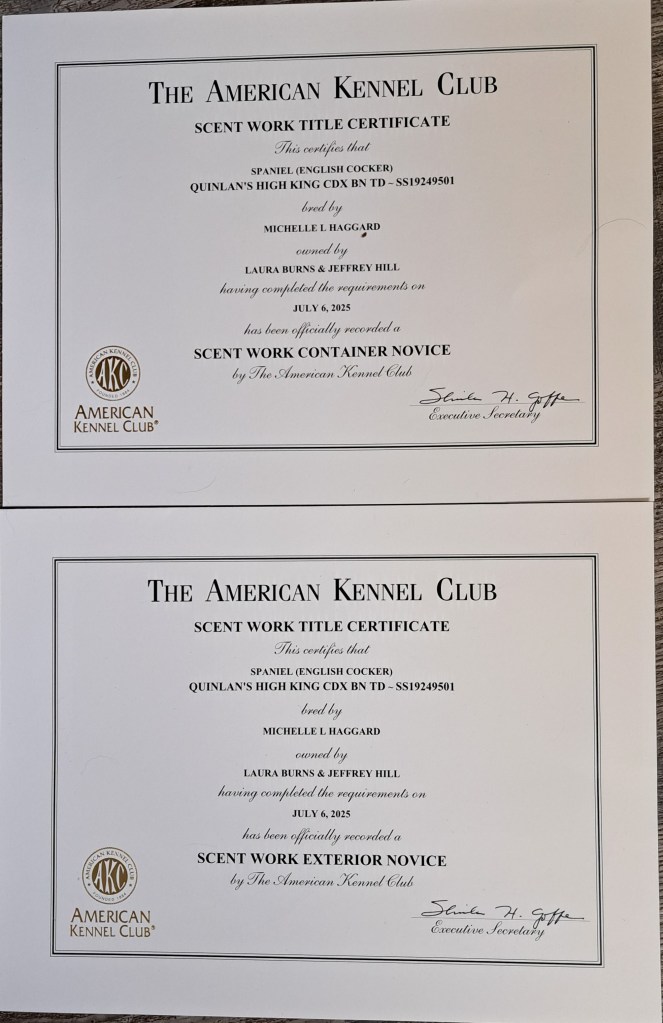 THE AMERICAN KENNEL CLUB
SCENT WORK TITLE CERTIFICATE
This certifies that
SPANIEL (ENGLISH COCKER)
QUINLAN'S HIGH KING CDX BN TD – SS19249501
bred by
MICHELLE L HAGGARD
owned by
LAURA BURNS & JEFFREY HILL
having completed the requirements on
JULY 6, 2025
has been officially recorded a
SCENT WORK CONTAINER NOVICE
by The American Kennel Club
AMERICAN KENNEL CLUB
AKC
FOUNDED 1884
AMERICAN
KENNEL CLUB®
Executive Secretary
THE AMERICAN KENNEL CLUB
SCENT WORK TITLE CERTIFICATE
This certifies that
SPANIEL (ENGLISH COCKER)
QUINLAN'S HIGH KING CDX BN TD – SS19249501
bred by
MICHELLE L HAGGARD
owned by
LAURA BURNS & JEFFREY HILL
having completed the requirements on
JULY 6, 2025
has been officially recorded a
SCENT WORK EXTERIOR NOVICE
by The American Kennel Club
AMERICAN KENNEL CLUB
AKC
FOUNDED 1884
AMERICAN
KENNEL CLUB®
Executive Secretary